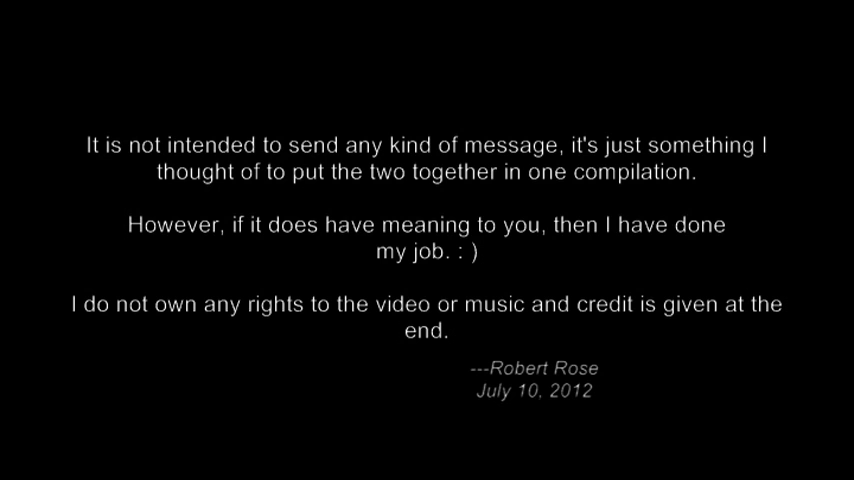 It is not intended to send any kind of message, it's just something I
thought of to put the two together in one compilation.
However, if it does have meaning to you, then I have done
my job. : )
I do not own any rights to the video or music and credit is given at the
end.
---Robert Rose
July 10, 2012